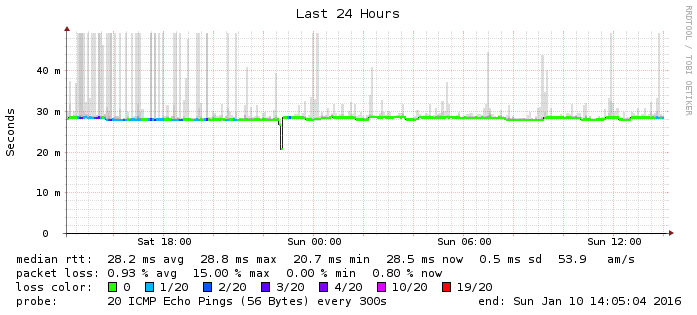 Last 24 Hours
RRDTOOL / TOBI OETIKER
Seconds
40 m
30 m
20 m
10 m
0
Sat 18:00 Sun 00:00 Sun 06:00 Sun 12:00
median rtt: 28.2 ms avg 28.8 ms max 20.7 ms min 28.5 ms now 0.5 ms sd 53.9 am/s
packet loss: 0.93 % avg 15.00 % max 0.00 % min 0.80 % now
loss color: 0 1/20 2/20 3/20 4/20 10/20 19/20
probe: 20 ICMP Echo Pings (56 Bytes) every 300s end: Sun Jan 10 14:05:04 2016